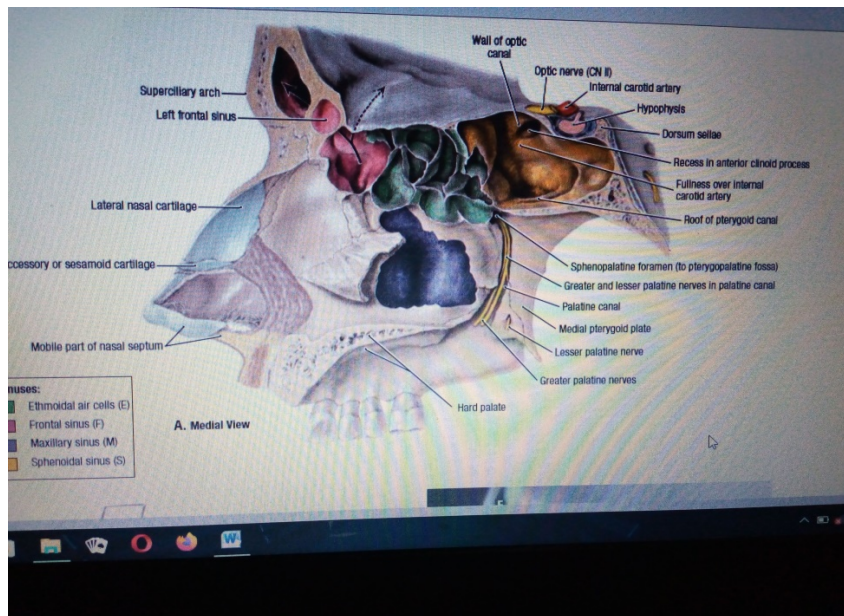 Wall of optic
canal
Optic nerve (CN II)
Internal carotid artery
Superciliary arch
Hypophysis
Left frontal sinus
Dorsum sellae
Recess in anterior clinoid process
Fullness over internal
carotid artery
Lateral nasal cartilage
Roof of pterygoid canal
ccessory or sesamoid cartilage
Sphenopalatine foramen (to pterygopalatine fossa)
Greater and lesser palatine nerves in palatine canal
Palatine canal
Medial pterygoid plate
Mobile part of nasal septum
Lesser palatine nerve
Greater palatine nerves
Hard palate
nuses:
Ethmoidal air cells (E)
Frontal sinus (F)
Maxillary sinus (M)
Sphenoidal sinus (S)
A. Medial View
W